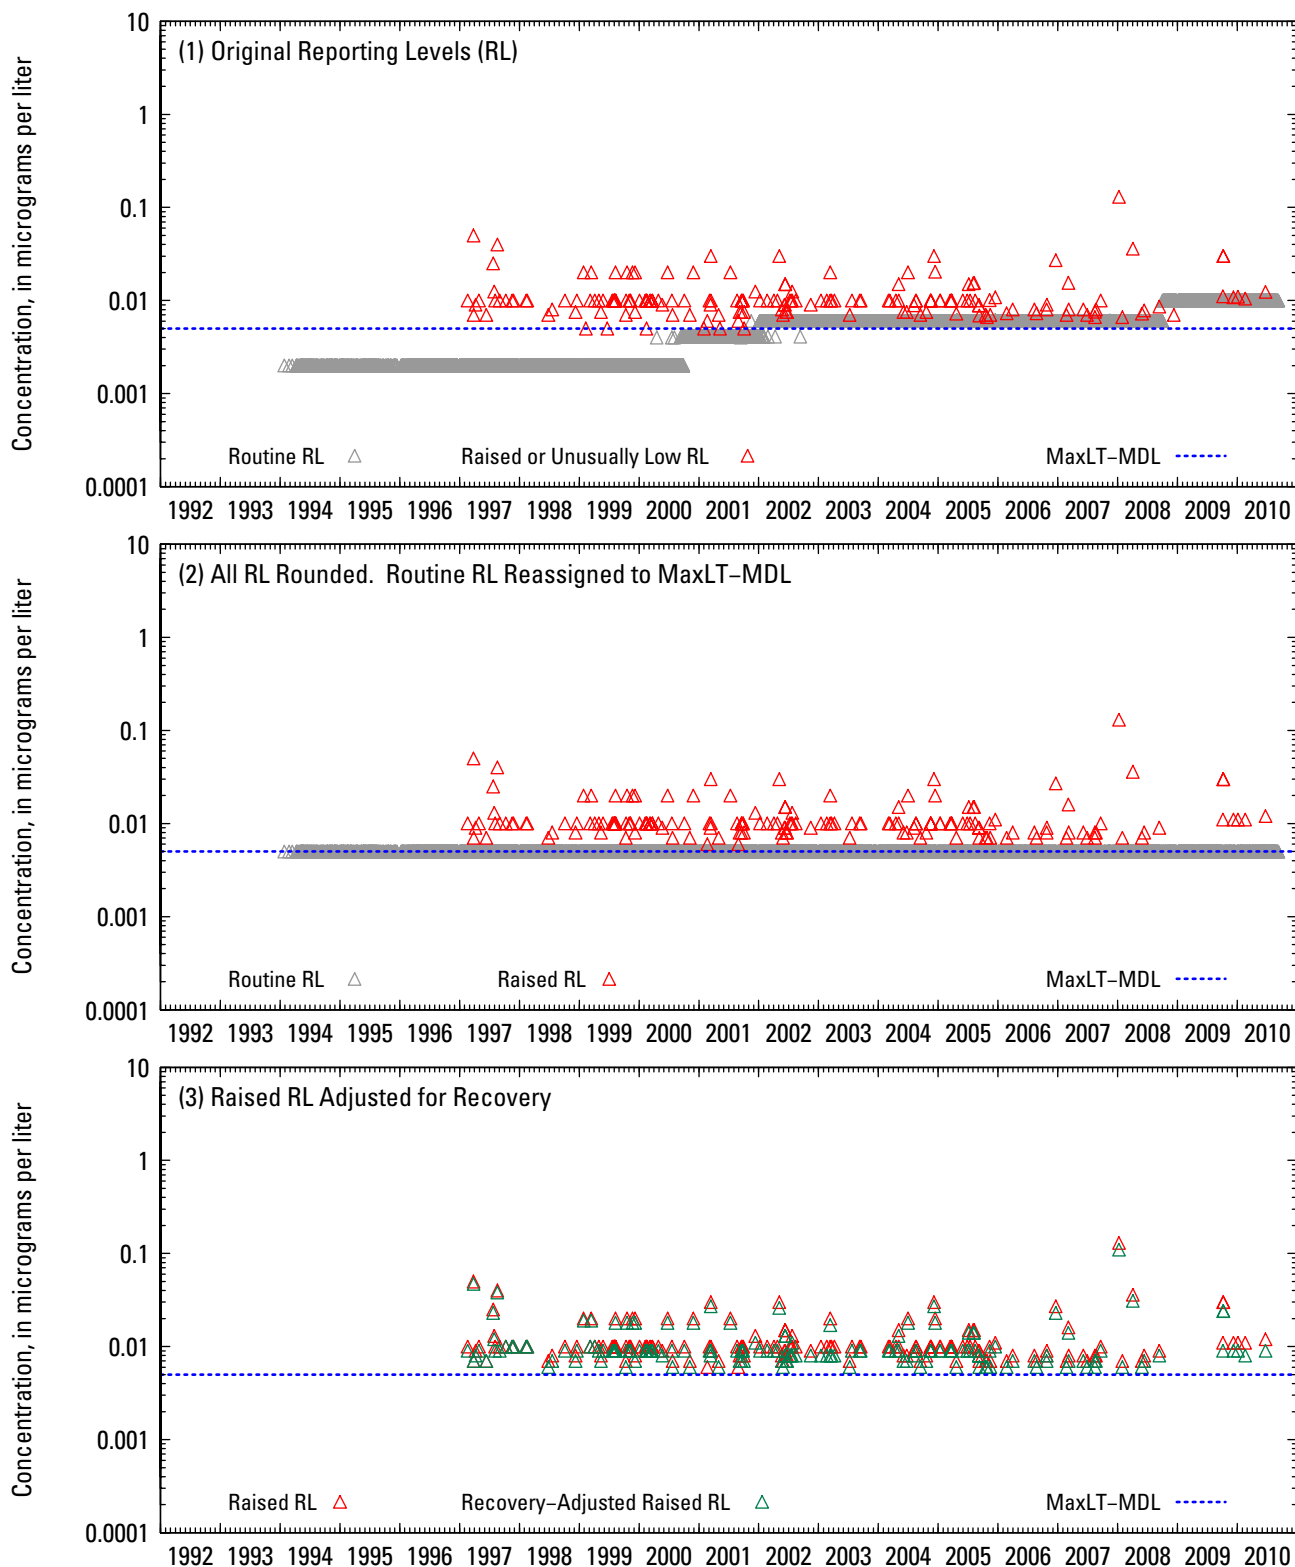 (1) Original Reporting Levels (RL)
Concentration, in micrograms per liter
10
1
0.1
0.01
0.001
0.0001
Routine RL
Raised or Unusually Low RL
MaxLT–MDL
1992 1993 1994 1995 1996 1997 1998 1999 2000 2001 2002 2003 2004 2005 2006 2007 2008 2009 2010
(2) All RL Rounded. Routine RL Reassigned to MaxLT–MDL
Concentration, in micrograms per liter
10
1
0.1
0.01
0.001
0.0001
Routine RL
Raised RL
MaxLT–MDL
1992 1993 1994 1995 1996 1997 1998 1999 2000 2001 2002 2003 2004 2005 2006 2007 2008 2009 2010
(3) Raised RL Adjusted for Recovery
Concentration, in micrograms per liter
10
1
0.1
0.01
0.001
0.0001
Raised RL
Recovery–Adjusted Raised RL
MaxLT–MDL
1992 1993 1994 1995 1996 1997 1998 1999 2000 2001 2002 2003 2004 2005 2006 2007 2008 2009 2010